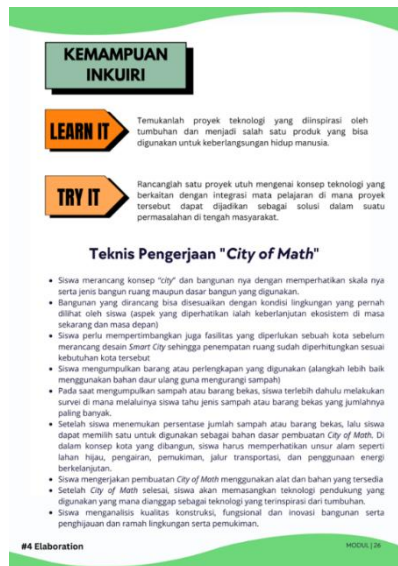 KEMAMPUAN
INKUIRI
LEARN IT
Temukanlah proyek teknologi yang diinspirasi oleh
tumbuhan dan menjadi salah satu produk yang bisa
digunakan untuk keberlangsungan hidup manusia.
TRY IT
Rancanglah satu proyek utuh mengenai konsep teknologi yang
berkaitan dengan integrasi mata pelajaran di mana proyek
tersebut dapat dijadikan sebagai solusi dalam suatu
permasalahan di tengah masyarakat.
Teknis Pengerjaan "City of Math"
• Siswa merancang konsep "city" dan bangunan nya dengan memperhatikan skala nya
serta jenis bangun ruang maupun dasar bangun yang digunakan.
• Bangunan yang dirancang bisa disesuaikan dengan kondisi lingkungan yang pernah
dilihat oleh siswa (aspek yang diperhatikan ialah keberlanjutan ekosistem di masa
sekarang dan masa depan)
• Siswa perlu mempertimbangkan juga fasilitas yang diperlukan sebuah kota sebelum
merancang desain Smart City sehingga penempatan ruang sudah diperhitungkan sesuai
kebutuhan kota tersebut
• Siswa mengumpulkan barang atau perlengkapan yang digunakan (alangkah lebih baik
menggunakan bahan daur ulang guna mengurangi sampah)
• Pada saat mengumpulkan sampah atau barang bekas, siswa terlebih dahulu melakukan
survei di mana melaluinya siswa tahu jenis sampah atau barang bekas yang jumlahnya
paling banyak.
• Setelah siswa menemukan persentase jumlah sampah atau barang bekas, lalu siswa
dapat memilih satu untuk digunakan sebagai bahan dasar pembuatan City of Math. Di
dalam konsep kota yang dibangun, siswa harus memperhatikan unsur alam seperti
lahan hijau, pengairan, pemukiman, jalur transportasi, dan penggunaan energi
berkelanjutan.
• Siswa mengerjakan pembuatan City of Math menggunakan alat dan bahan yang tersedia
• Setelah City of Math selesai, siswa akan memasangkan teknologi pendukung yang
digunakan yang mana dianggap sebagai teknologi yang terinspirasi dari tumbuhan.
• Siswa menganalisis kualitas konstruksi, fungsional dan inovasi bangunan serta
penghijauan dan ramah lingkungan serta pemukiman.
#4 Elaboration
MODUL | 26